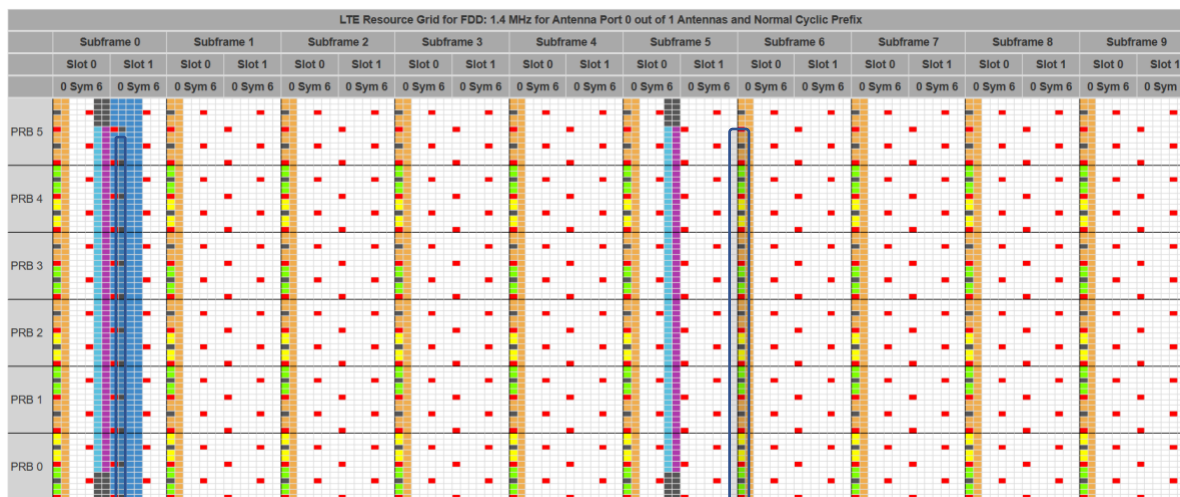 LTE Resource Grid for FDD: 1.4 MHz for Antenna Port 0 out of 1 Antennas and Normal Cyclic Prefix
Subframe 0 Subframe 1 Subframe 2 Subframe 3 Subframe 4 Subframe 5 Subframe 6 Subframe 7 Subframe 8 Subframe 9
Slot 0 Slot 1 Slot 0 Slot 1 Slot 0 Slot 1 Slot 0 Slot 1 Slot 0 Slot 1 Slot 0 Slot 1 Slot 0 Slot 1 Slot 0 Slot 1 Slot 0 Slot 1 Slot 0 Slot 1
0 Sym 6 0 Sym 6 0 Sym 6 0 Sym 6 0 Sym 6 0 Sym 6 0 Sym 6 0 Sym 6 0 Sym 6 0 Sym 6 0 Sym 6 0 Sym 6 0 Sym 6 0 Sym 6 0 Sym 6 0 Sym 6 0 Sym 6 0 Sym 6 0 Sym 6 0 Sym
PRB 5
PRB 4
PRB 3
PRB 2
PRB 1
PRB 0